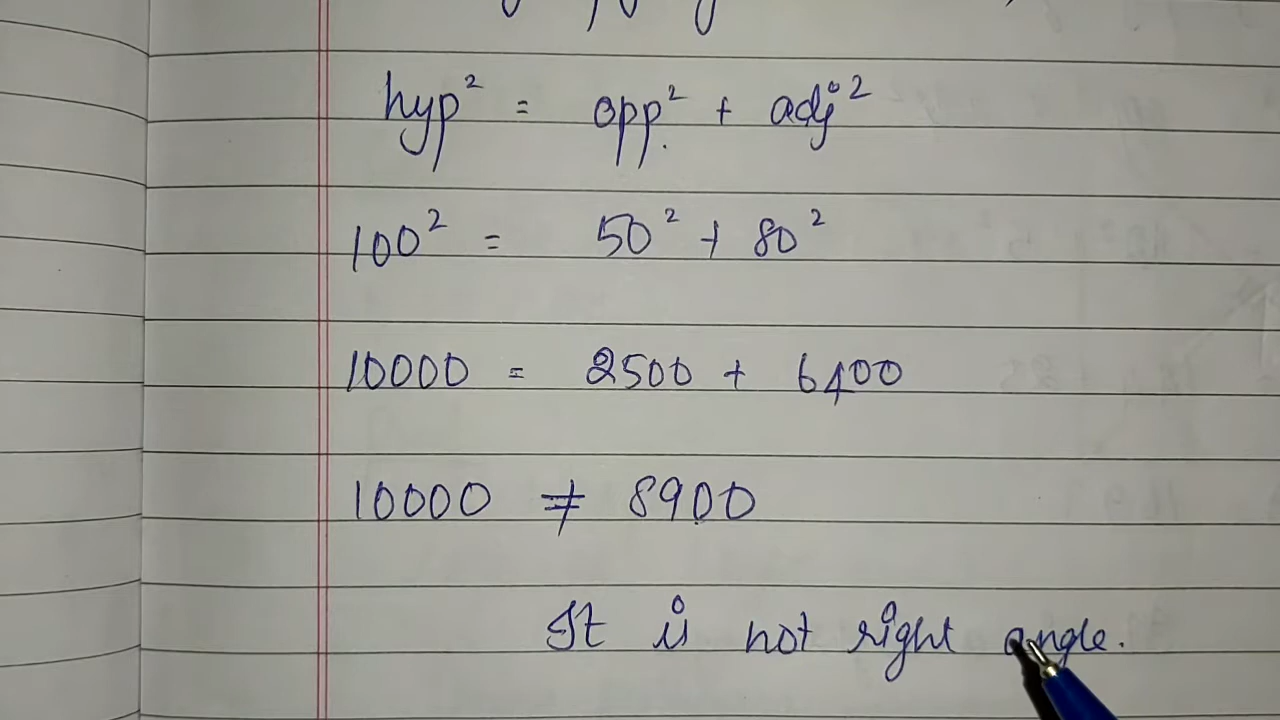 hyp² = opp² + adj²
100² = 50² + 80²
10000 = 2500 + 6400
10000 ≠ 8900
It is not right angle.